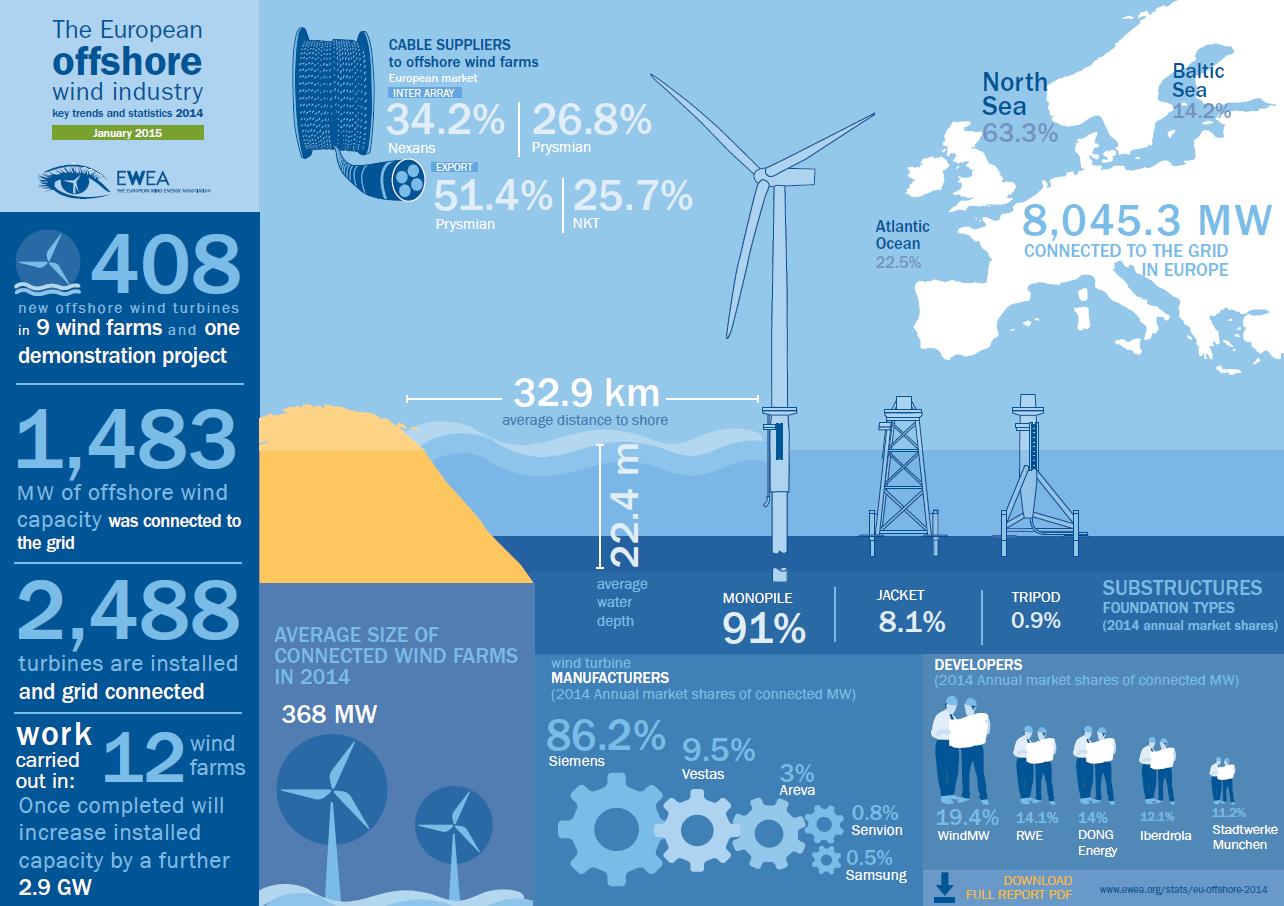 The European
offshore
wind industry
key trends and statistics 2014
January 2015
EWEA
THE EUROPEAN WIND ENERGY ASSOCIATION
408
new offshore wind turbines
in 9 wind farms and one
demonstration project
1,483
MW of offshore wind
capacity was connected to
the grid
2,488
turbines are installed
and grid connected
work
carried
out in:
12
wind
farms
Once completed will
increase installed
capacity by a further
2.9 GW
CABLE SUPPLIERS
to offshore wind farms
European market
INTER ARRAY
34.2% 26.8%
Nexans Prysmian
EXPORT
51.4% 25.7%
Prysmian NKT
North
Sea
63.3%
Baltic
Sea
14.2%
Atlantic
Ocean
22.5%
8,045.3 MW
CONNECTED TO THE GRID
IN EUROPE
32.9 km
average distance to shore
22.4 m
average
water
depth
MONOPILE
91%
JACKET
8.1%
TRIPOD
0.9%
SUBSTRUCTURES
FOUNDATION TYPES
(2014 annual market shares)
AVERAGE SIZE OF
CONNECTED WIND FARMS
IN 2014
368 MW
wind turbine
MANUFACTURERS
(2014 Annual market shares of connected MW)
86.2%
Siemens
9.5%
Vestas
3%
Areva
0.8%
Senvion
0.5%
Samsung
DEVELOPERS
(2014 Annual market shares of connected MW)
19.4%
WindMW
14.1%
RWE
14%
DONG
Energy
12.1%
Iberdrola
11.2%
Stadtwerke
Munchen
DOWNLOAD
FULL REPORT PDF
www.ewea.org/stats/eu-offshore-2014